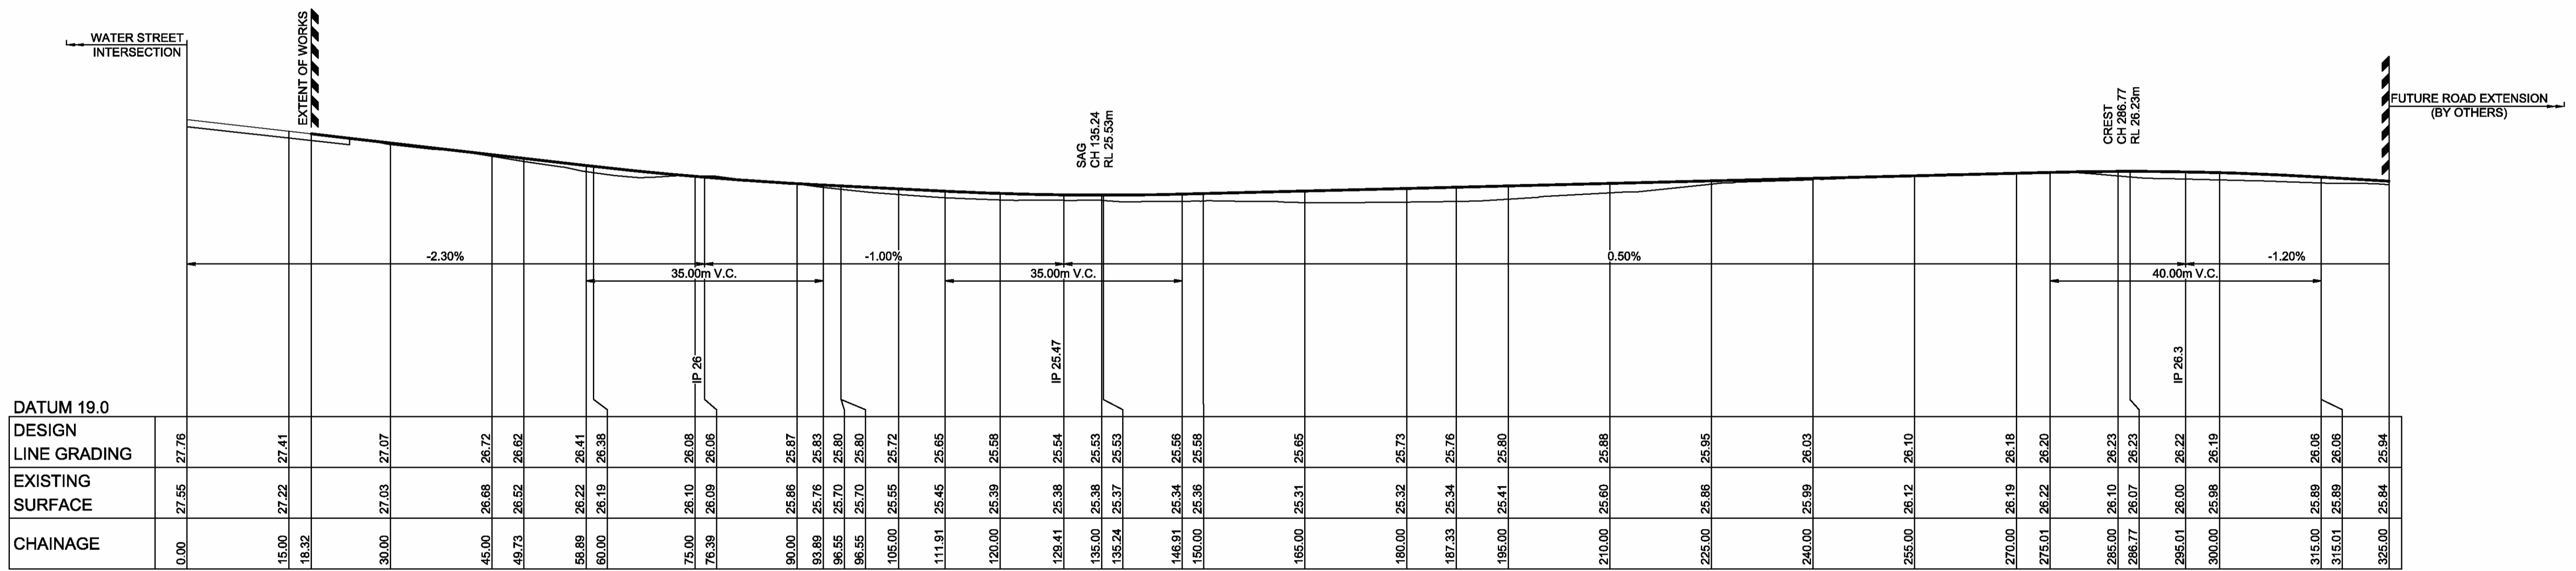 WATER STREET
INTERSECTION
EXTENT OF WORKS
SAG
CH 135.24
RL 25.53m
CREST
CH 286.77
RL 26.23m
FUTURE ROAD EXTENSION
(BY OTHERS)
-2.30% -1.00% 0.50% -1.20%
35.00m V.C. 35.00m V.C. 40.00m V.C.
IP 26 IP 25.47 IP 26.3
DATUM 19.0
DESIGN
LINE GRADING
27.76 27.41 27.07 26.72 26.62 26.41 26.38 26.08 26.06 25.87 25.83 25.80 25.80 25.72 25.65 25.58 25.54 25.53 25.53 25.56 25.58 25.65 25.73 25.76 25.80 25.88 25.95 26.03 26.10 26.18 26.20 26.23 26.23 26.22 26.19 26.06 26.06 25.94
EXISTING
SURFACE
27.55 27.22 27.03 26.68 26.52 26.22 26.19 26.10 26.09 25.86 25.76 25.70 25.70 25.55 25.45 25.39 25.38 25.38 25.37 25.34 25.36 25.31 25.32 25.34 25.41 25.60 25.86 25.99 26.12 26.19 26.22 26.10 26.07 26.00 25.98 25.89 25.89 25.84
CHAINAGE
0.00 15.00 18.32 30.00 45.00 49.73 58.89 60.00 75.00 76.39 90.00 93.89 96.55 96.55 105.00 111.91 120.00 129.41 135.00 135.24 146.91 150.00 165.00 180.00 187.33 195.00 210.00 225.00 240.00 255.00 270.00 275.01 285.00 286.77 295.01 300.00 315.00 315.01 325.00